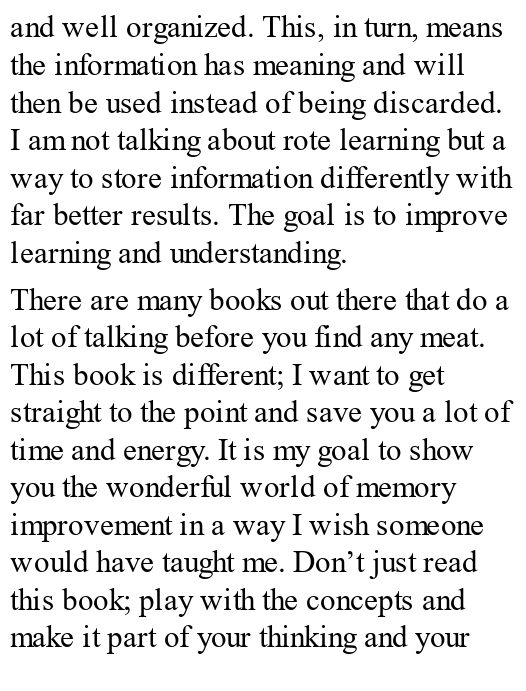 and well organized. This, in turn, means
the information has meaning and will
then be used instead of being discarded.
I am not talking about rote learning but a
way to store information differently with
far better results. The goal is to improve
learning and understanding.
There are many books out there that do a
lot of talking before you find any meat.
This book is different; I want to get
straight to the point and save you a lot of
time and energy. It is my goal to show
you the wonderful world of memory
improvement in a way I wish someone
would have taught me. Don’t just read
this book; play with the concepts and
make it part of your thinking and your